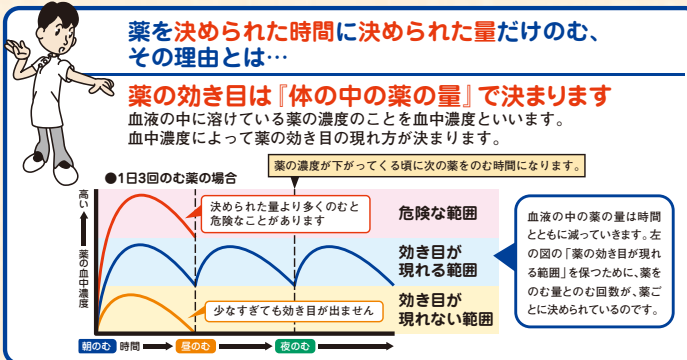 薬を決められた時間に決められた量だけのむ、
その理由とは…
薬の効き目は『体の中の薬の量』で決まります
血液の中に溶けている薬の濃度のことを血中濃度といいます。
血中濃度によって薬の効き目の現れ方が決まります。
●1日3回のむ薬の場合
薬の濃度が下がってくる頃に次の薬をのむ時間になります。
高い
薬の血中濃度
決められた量より多くのむと
危険なことがあります
危険な範囲
効き目が
現れる範囲
少なすぎても効き目が出ません
効き目が
現れない範囲
朝のむ 時間 昼のむ 夜のむ
血液の中の薬の量は時間
とともに減っていきます。左
の図の「薬の効き目が現れ
る範囲」を保つために、薬を
のむ量とのむ回数が、薬ご
とに決められているのです。